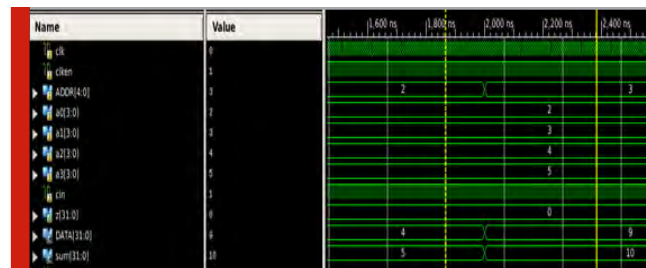 Name Value 1,600 ns 1,800 ns 2,000 ns 2,200 ns 2,400 ns
clk 0
clken 1
ADDR[4:0] 3 2 3
a0[3:0] 2 2
a1[3:0] 3 3
a2[3:0] 4 4
a3[3:0] 5 5
cin 1
z[31:0] 0 0
DATA[31:0] 9 4 9
sum[31:0] 10 5 10